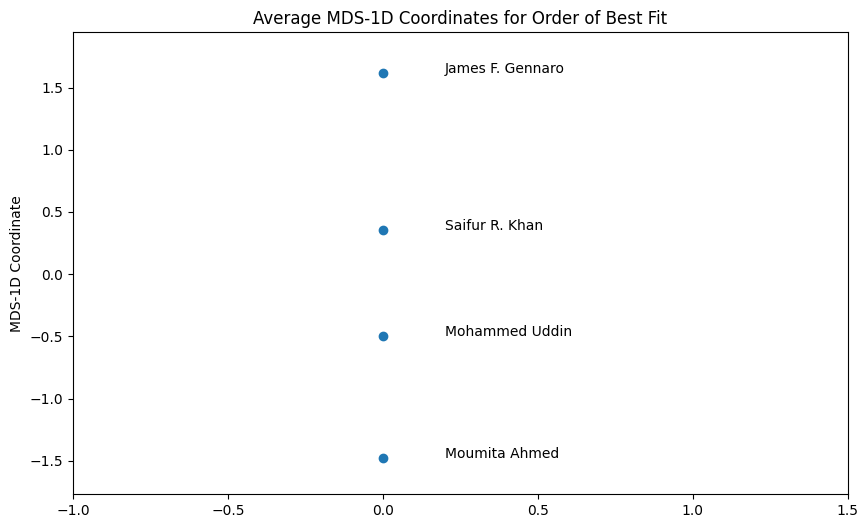 Average MDS-1D Coordinates for Order of Best Fit
MDS-1D Coordinate
1.5
1.0
0.5
0.0
−0.5
−1.0
−1.5
James F. Gennaro
Saifur R. Khan
Mohammed Uddin
Moumita Ahmed
−1.0 −0.5 0.0 0.5 1.0 1.5